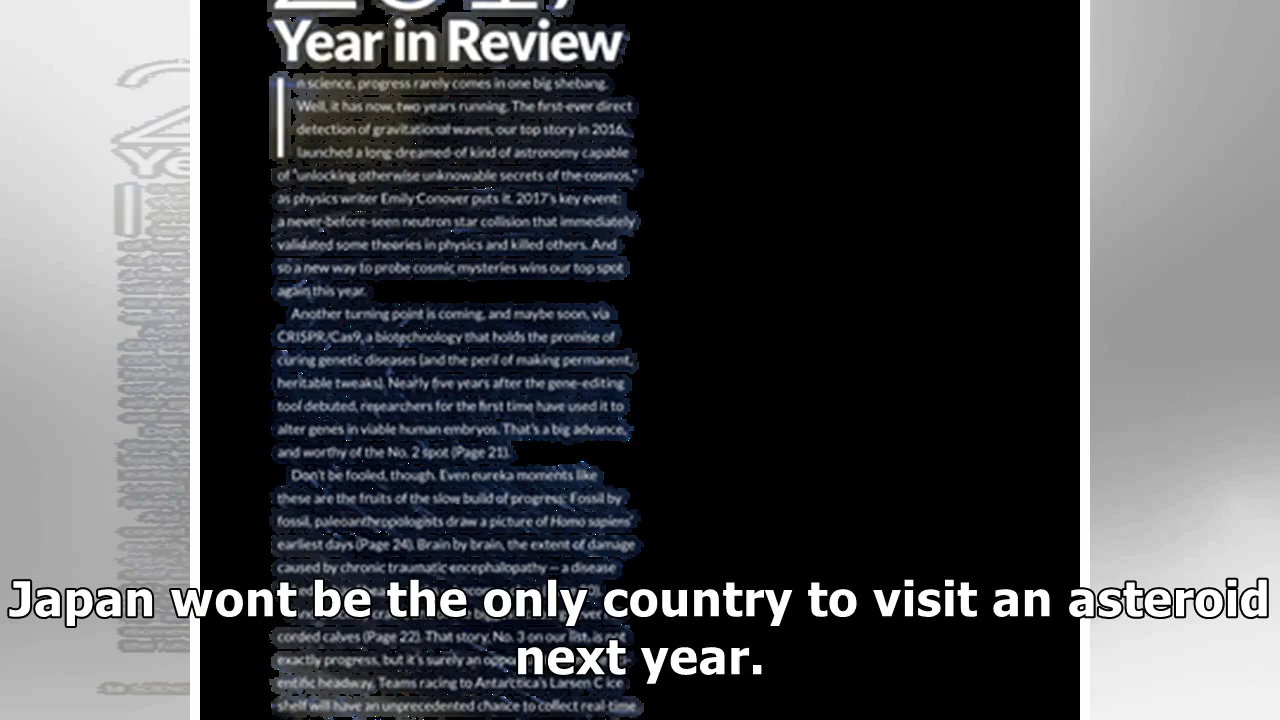 2017
Year in Review
In science, progress rarely comes in one big shebang.
Well, it has now, two years running. The first-ever direct
detection of gravitational waves, our top story in 2016,
launched a long-dreamed-of kind of astronomy capable
of "unlocking otherwise unknowable secrets of the cosmos,"
as physics writer Emily Conover puts it. 2017's key event:
a never-before-seen neutron star collision that immediately
validated some theories in physics and killed others. And
so a new way to probe cosmic mysteries wins our top spot
again this year.
Another turning point is coming, and maybe soon, via
CRISPR/Cas9, a biotechnology that holds the promise of
curing genetic diseases (and the peril of making permanent,
heritable tweaks). Nearly five years after the gene-editing
tool debuted, researchers for the first time have used it to
alter genes in viable human embryos. That's a big advance,
and worthy of the No. 2 spot (Page 21).
Don't be fooled, though. Even eureka moments like
these are the fruits of the slow build of progress: Fossil by
fossil, paleoanthropologists draw a picture of Homo sapiens'
earliest days (Page 24). Brain by brain, the extent of damage
caused by chronic traumatic encephalopathy — a disease
Japan wont be the only country to visit an asteroid
corded calves (Page 22). That story, No. 3 on our list, is not
next year.
exactly progress, but it's surely an
entific headway. Teams racing to Antarctica's Larsen C ice
shelf will have an unprecedented chance to collect real-time